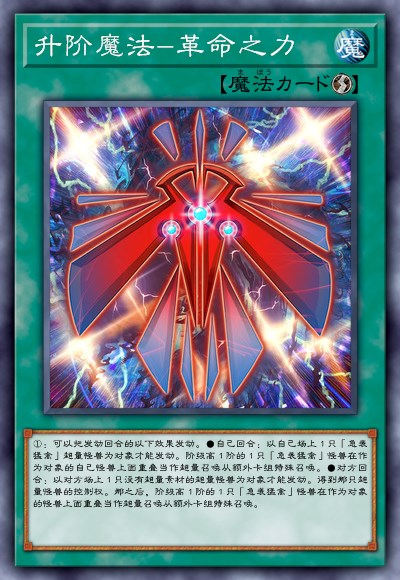 升阶魔法-革命之力
魔
【魔法カード】
ま ほう
①：可以把发动回合的以下效果发动。●自己回合：以自己场上1只「急袭
猛禽」超量怪兽为对象才能发动。阶级高1阶的1只「急袭猛禽」怪兽在作
为对象的自己怪兽上面重叠当作超量召唤从额外卡组特殊召唤。●对方回
合：以对方场上1只没有超量素材的超量怪兽为对象才能发动。得到那只超
量怪兽的控制权。那之后，阶级高1阶的1只「急袭猛禽」怪兽在作为对象
的怪兽上面重叠当作超量召唤从额外卡组特殊召唤。